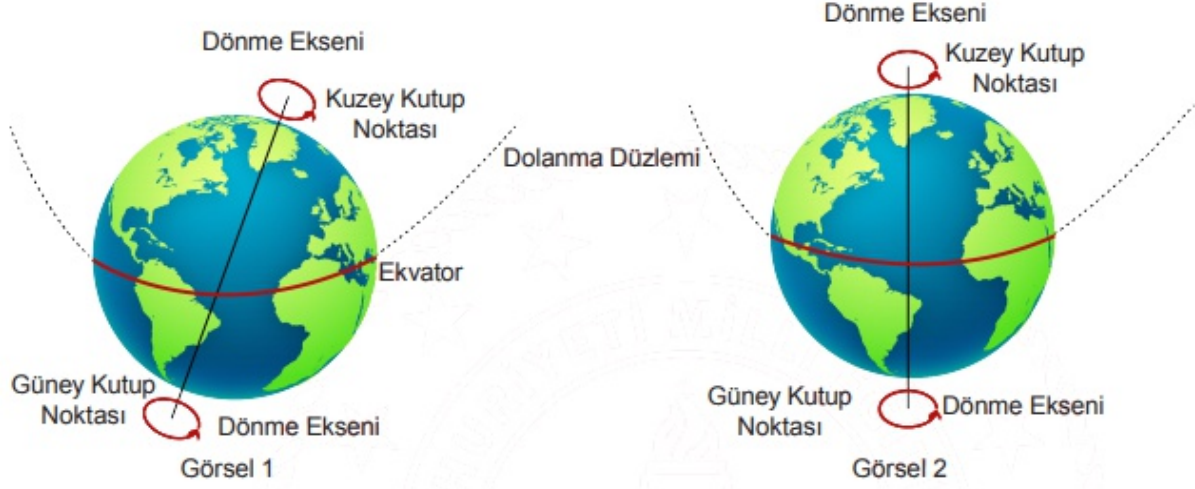 Dönme Ekseni
Kuzey Kutup
Noktası
Ekvator
Güney Kutup
Noktası
Dönme Ekseni
Görsel 1
Dolanma Düzlemi
Dönme Ekseni
Kuzey Kutup
Noktası
Güney Kutup
Noktası
Dönme Ekseni
Görsel 2